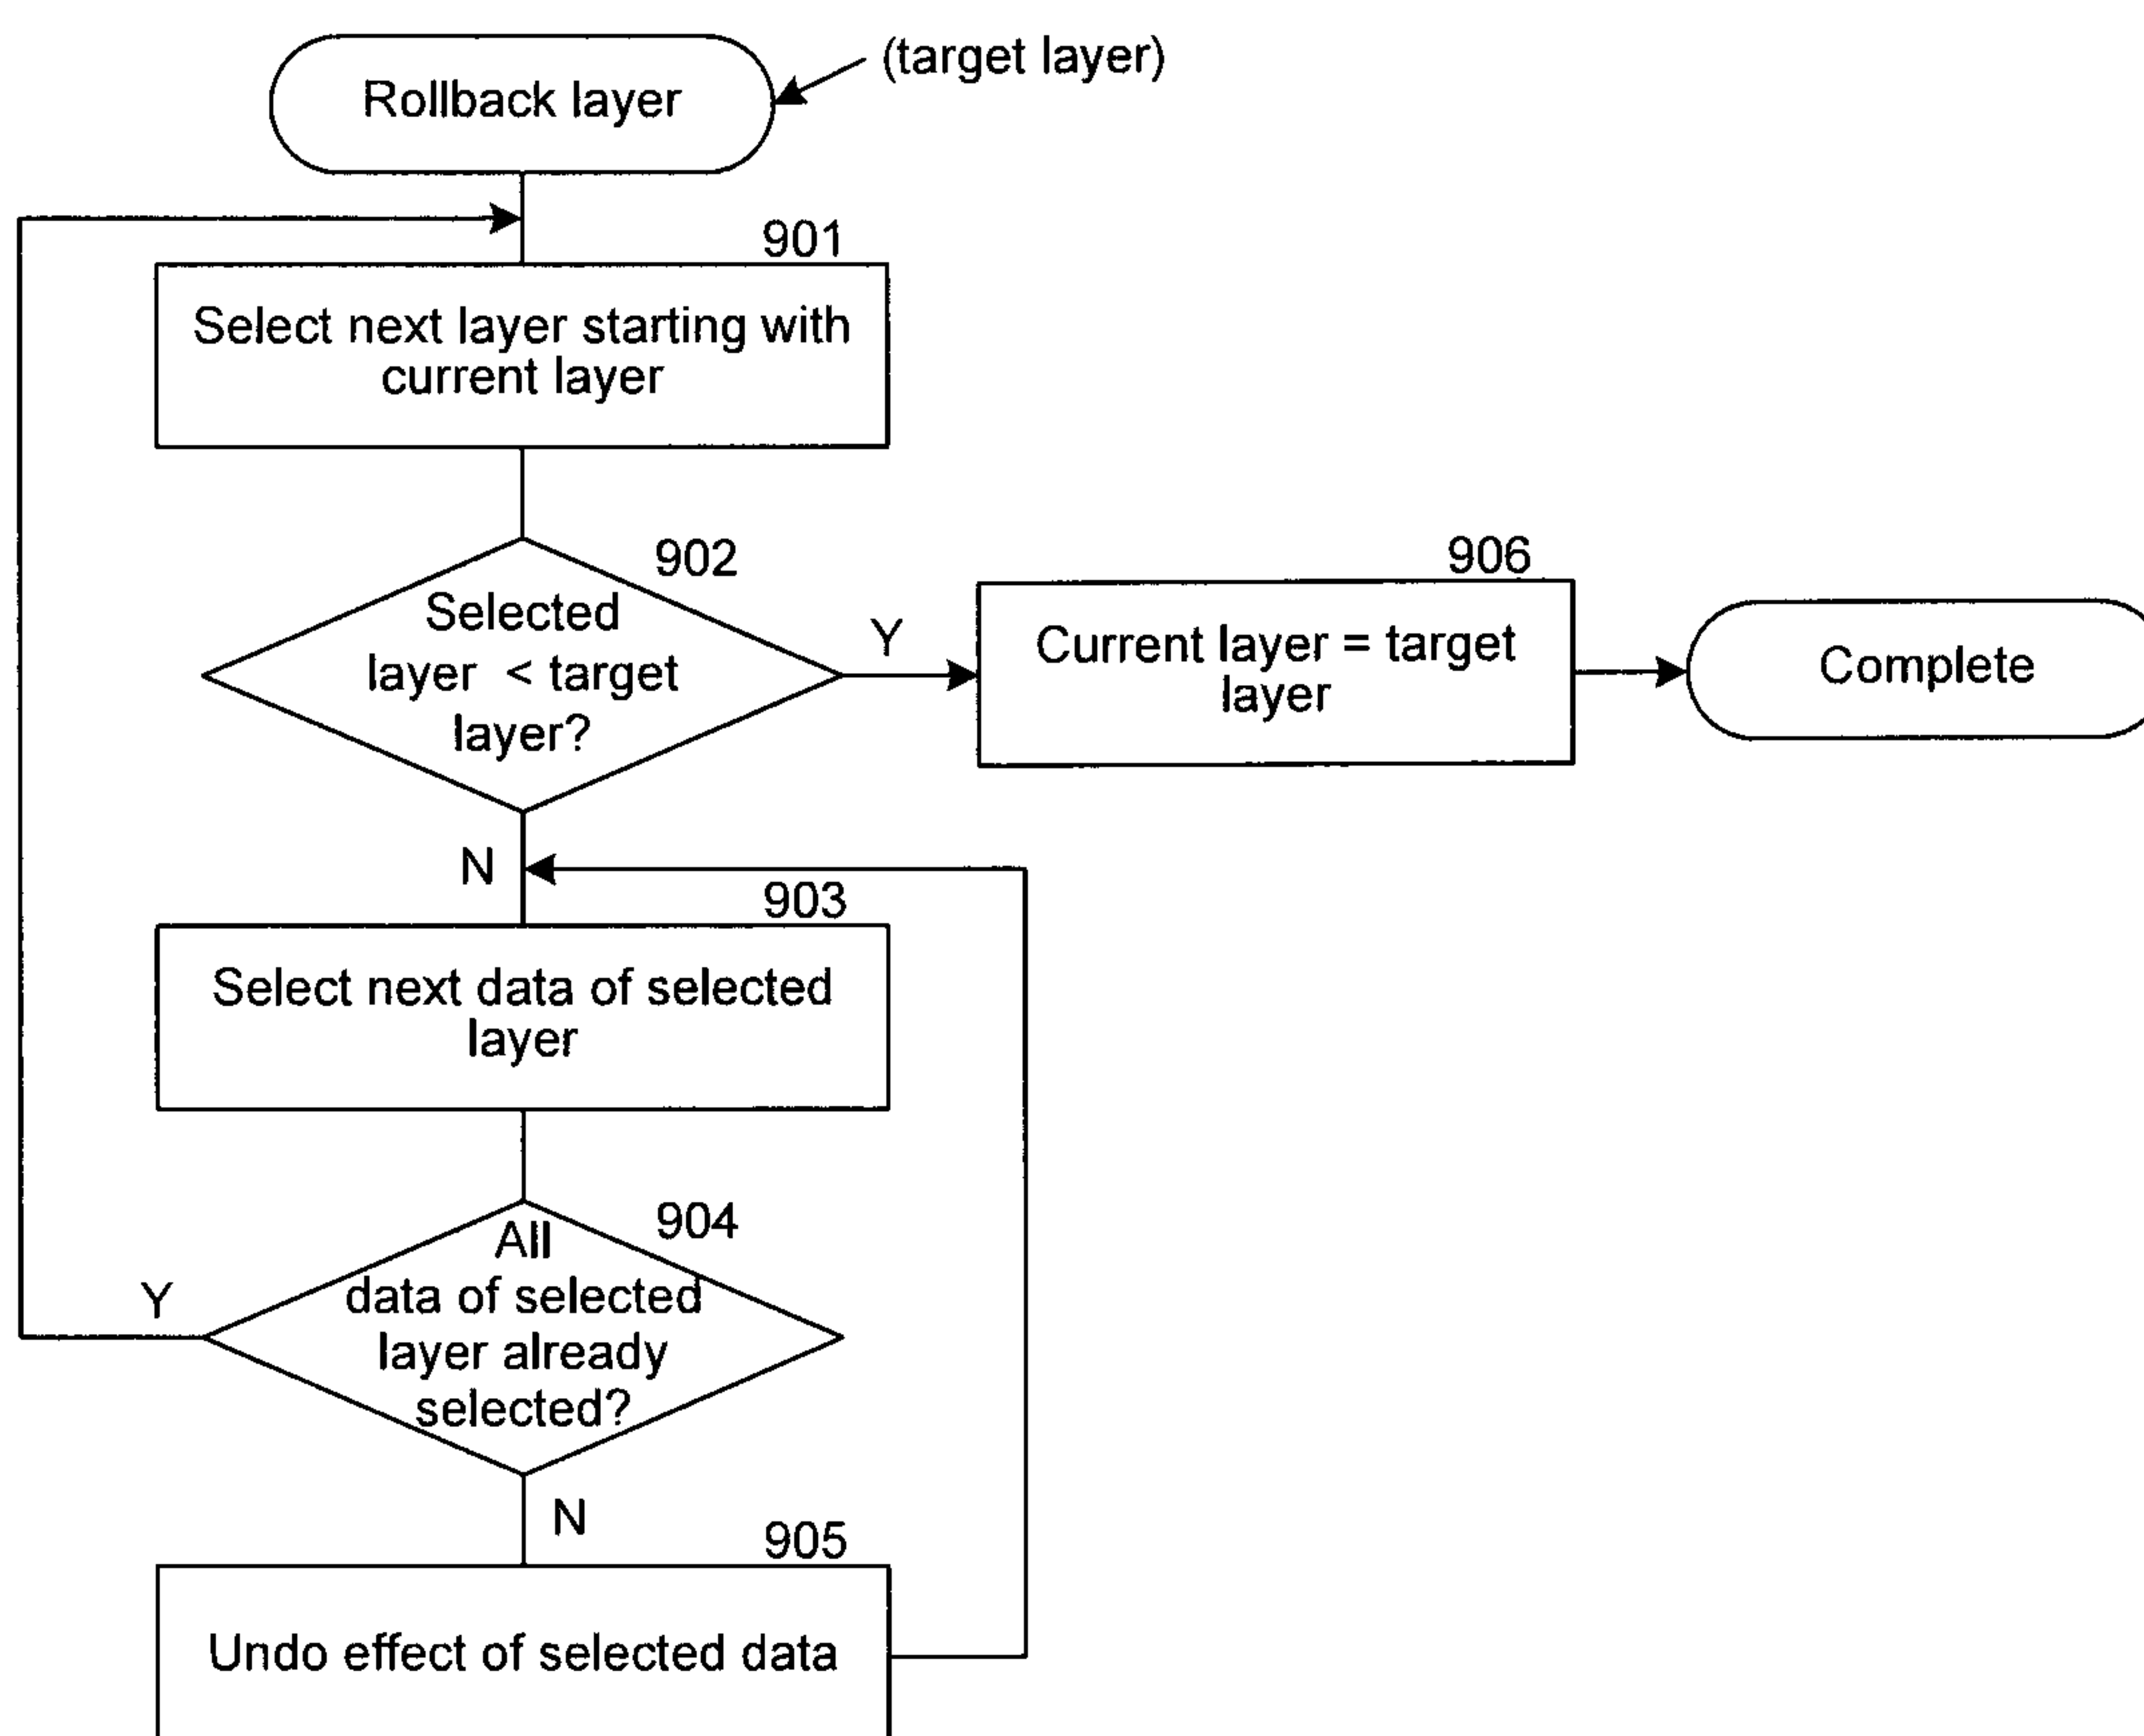 Rollback layer
(target layer)
901
Select next layer starting with
current layer
902
Selected
layer < target
layer?
Y
906
Current layer = target
layer
Complete
N
903
Select next data of selected
layer
904
All
data of selected
layer already
selected?
Y
N
905
Undo effect of selected data